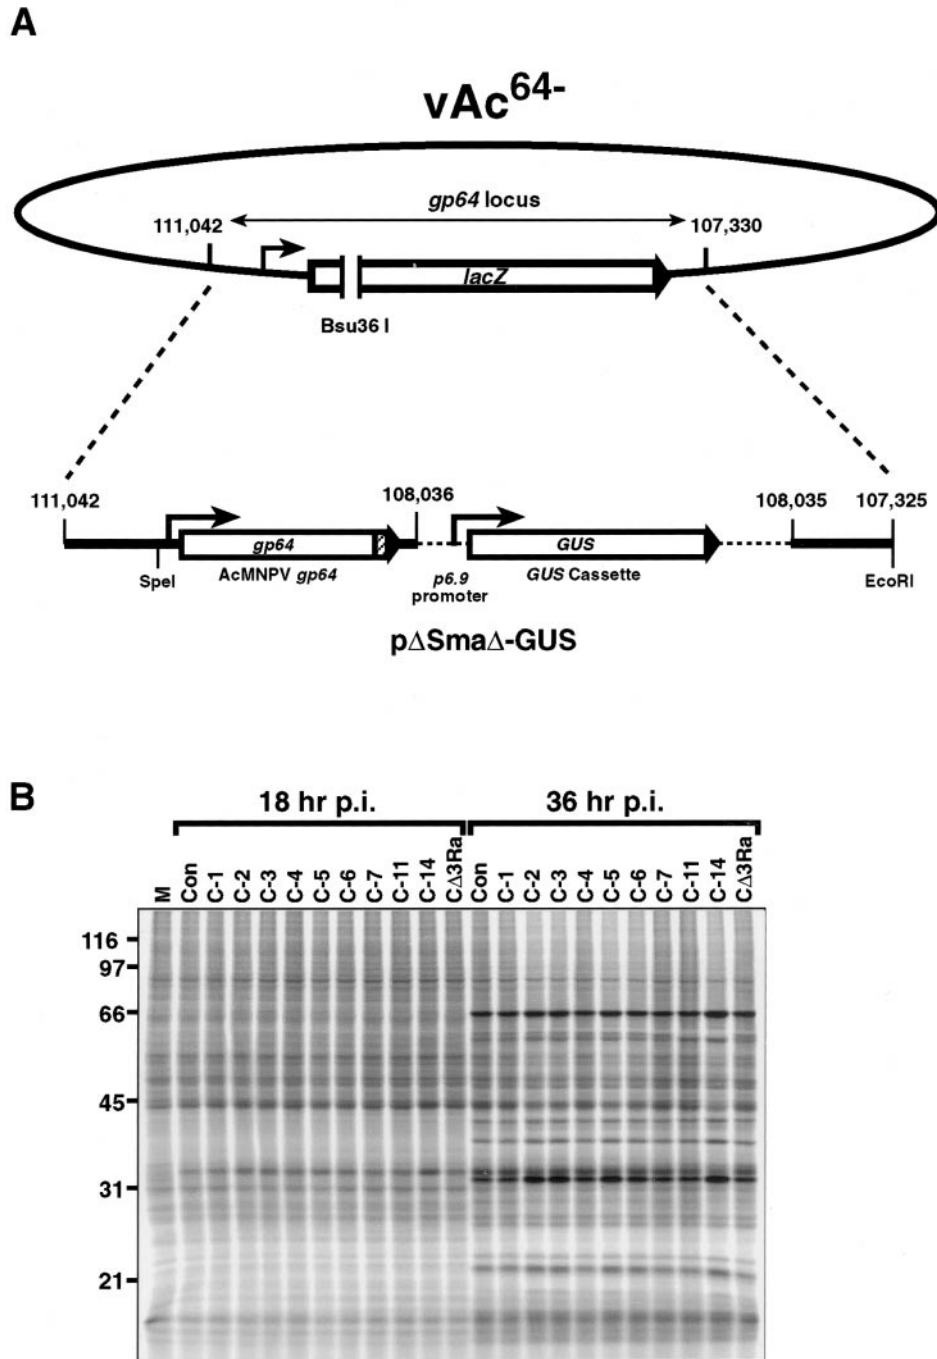 A
vAc64-
gp64 locus
111,042 107,330
lacZ
Bsu36 I
111,042 108,036 108,035 107,325
gp64 GUS
SpeI AcMNPV gp64 p6.9 GUS Cassette EcoRI
promoter
pΔSmaΔ-GUS
B
18 hr p.i. 36 hr p.i.
M Con C-1 C-2 C-3 C-4 C-5 C-6 C-7 C-11 C-14 CΔ3Ra Con C-1 C-2 C-3 C-4 C-5 C-6 C-7 C-11 C-14 CΔ3Ra
116
97
66
45
31
21